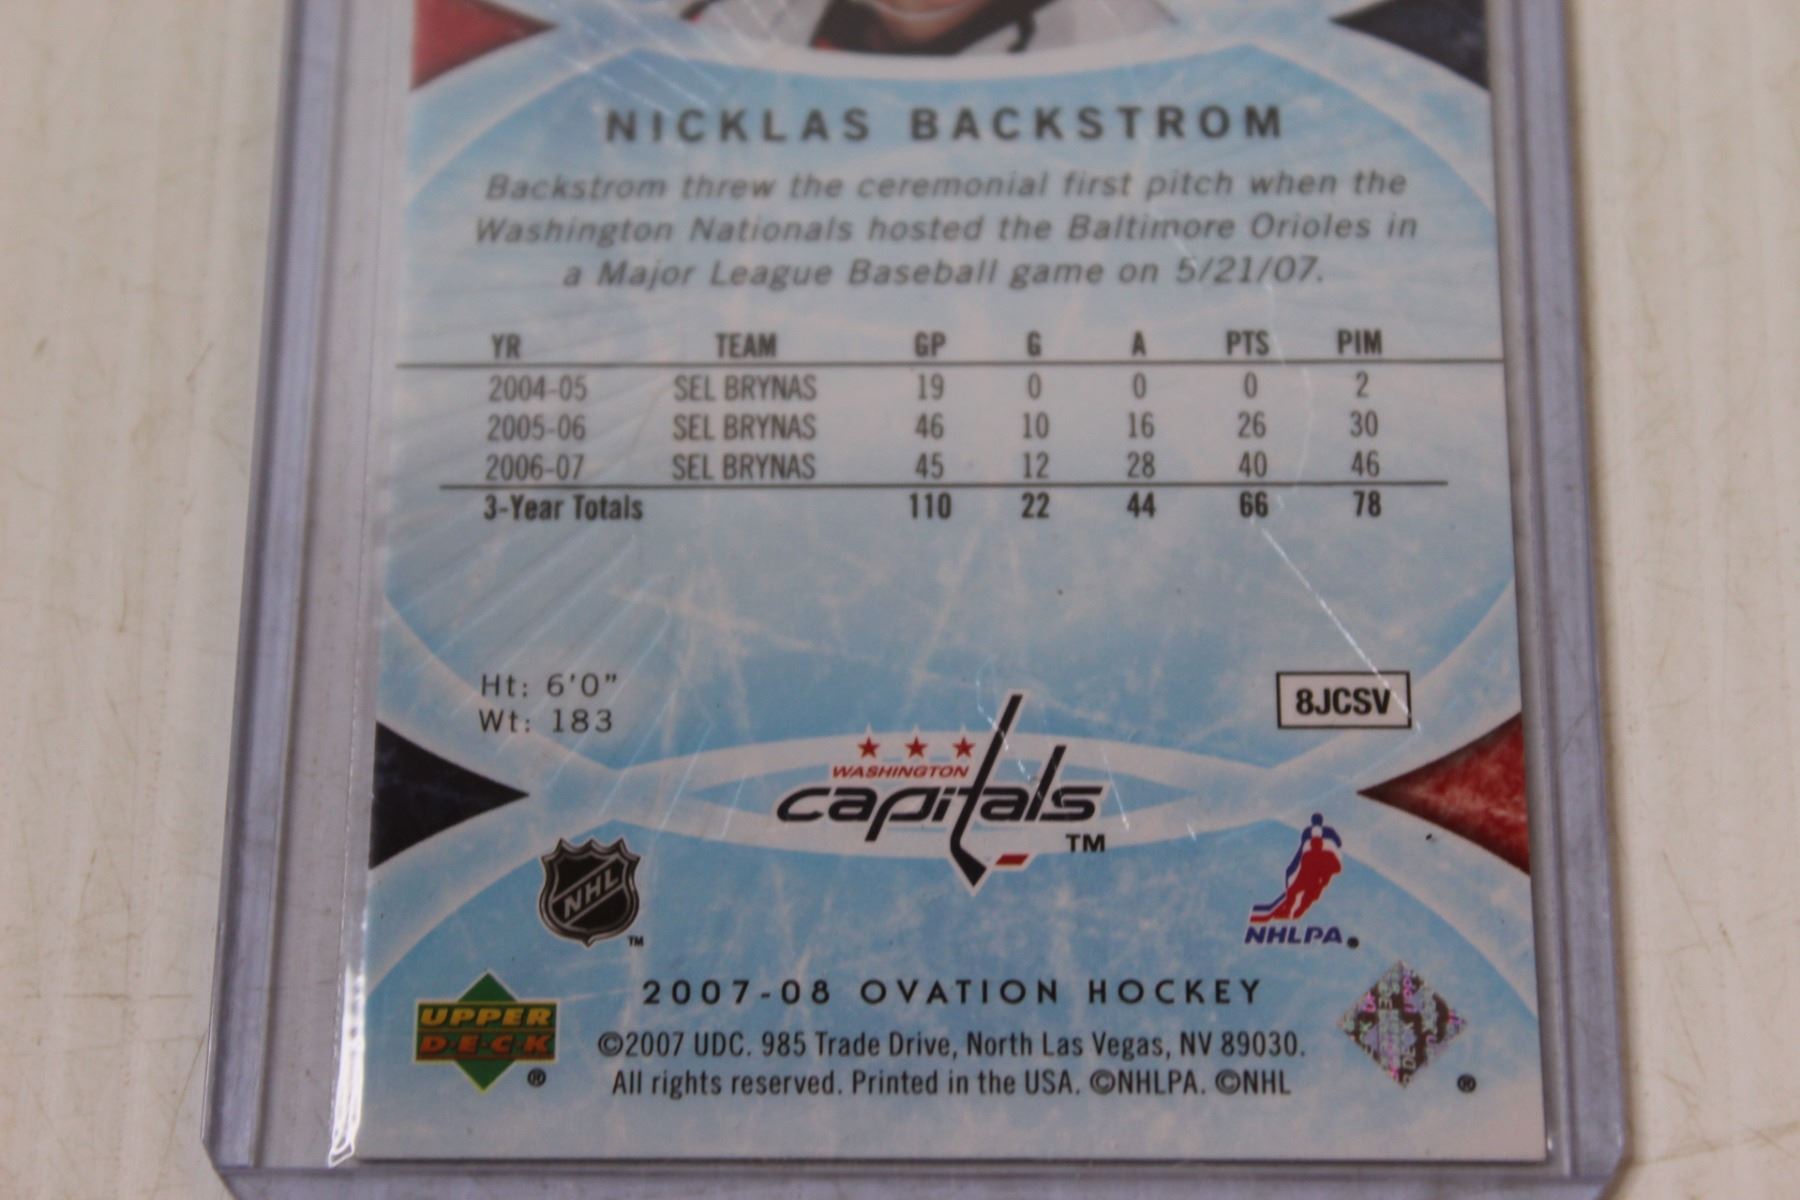 NICKLAS BACKSTROM
Backstrom threw the ceremonial first pitch when the
Washington Nationals hosted the Baltimore Orioles in
a Major League Baseball game on 5/21/07.
YR TEAM GP G A PTS PIM
2004-05 SEL BRYNAS 19 0 0 0 2
2005-06 SEL BRYNAS 46 10 16 26 30
2006-07 SEL BRYNAS 45 12 28 40 46
3-Year Totals 110 22 44 66 78
Ht: 6'0"
Wt: 183
8JCSV
WASHINGTON
capitals
TM
NHL
TM
NHLPA®
2007-08 OVATION HOCKEY
UPPER
D·E·C·K
®
©2007 UDC. 985 Trade Drive, North Las Vegas, NV 89030.
All rights reserved. Printed in the USA. ©NHLPA. ©NHL
®